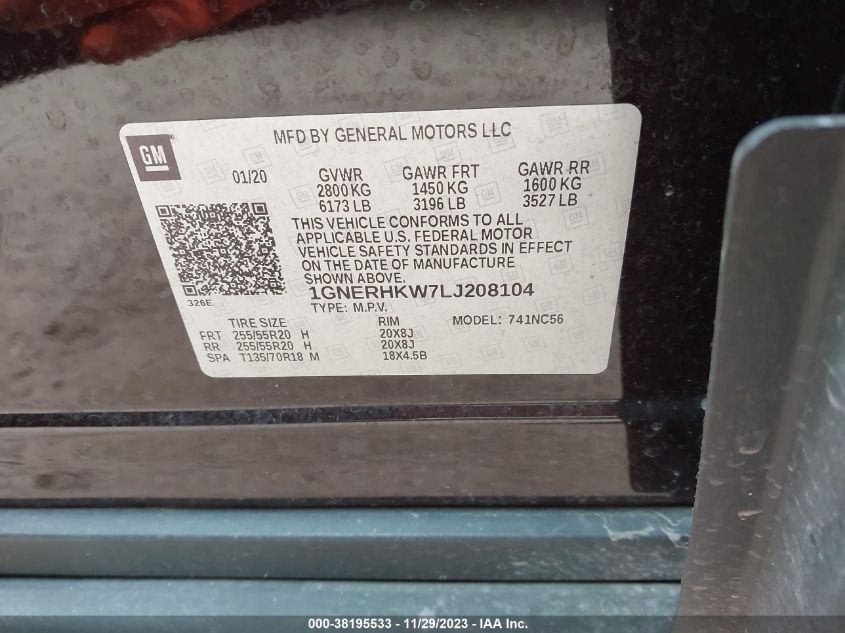 MFD BY GENERAL MOTORS LLC
GM
01/20
GVWR GAWR FRT GAWR RR
2800 KG 1450 KG 1600 KG
6173 LB 3196 LB 3527 LB
THIS VEHICLE CONFORMS TO ALL
APPLICABLE U.S. FEDERAL MOTOR
VEHICLE SAFETY STANDARDS IN EFFECT
ON THE DATE OF MANUFACTURE
SHOWN ABOVE.
326E
1GNERHKW7LJ208104
TYPE: M.P.V.
TIRE SIZE RIM MODEL: 741NC56
FRT 255/55R20 H 20X8J
RR 255/55R20 H 20X8J
SPA T135/70R18 M 18X4.5B
000-38195533 - 11/29/2023 - IAA Inc.